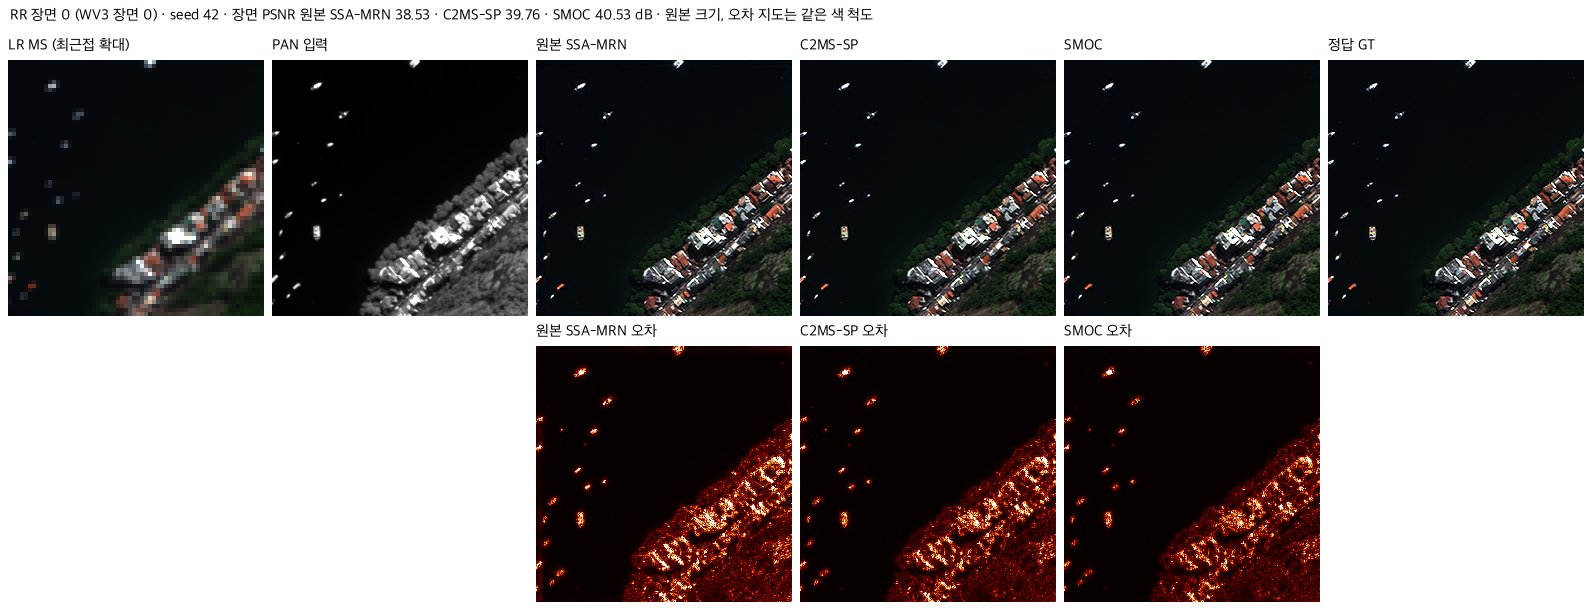 RR 장면 0 (WV3 장면 0) · seed 42 · 장면 PSNR 원본 SSA-MRN 38.53 · C2MS-SP 39.76 · SMOC 40.53 dB · 원본 크기, 오차 지도는 같은 색 척도
LR MS (최근접 확대)
PAN 입력
원본 SSA-MRN
C2MS-SP
SMOC
정답 GT
원본 SSA-MRN 오차
C2MS-SP 오차
SMOC 오차